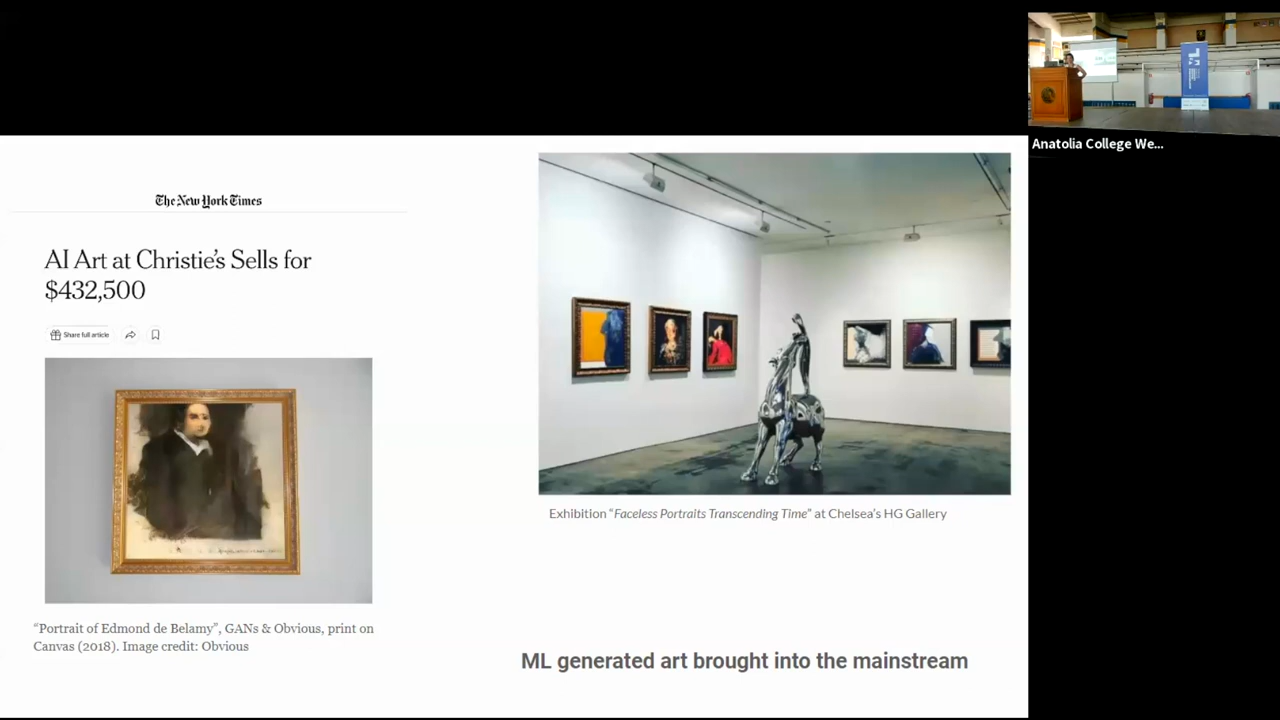 The New York Times
AI Art at Christie's Sells for
$432,500
Share full article
"Portrait of Edmond de Belamy", GANs & Obvious, print on
Canvas (2018). Image credit: Obvious
Exhibition "Faceless Portraits Transcending Time" at Chelsea's HG Gallery
ML generated art brought into the mainstream
Anatolia College We...